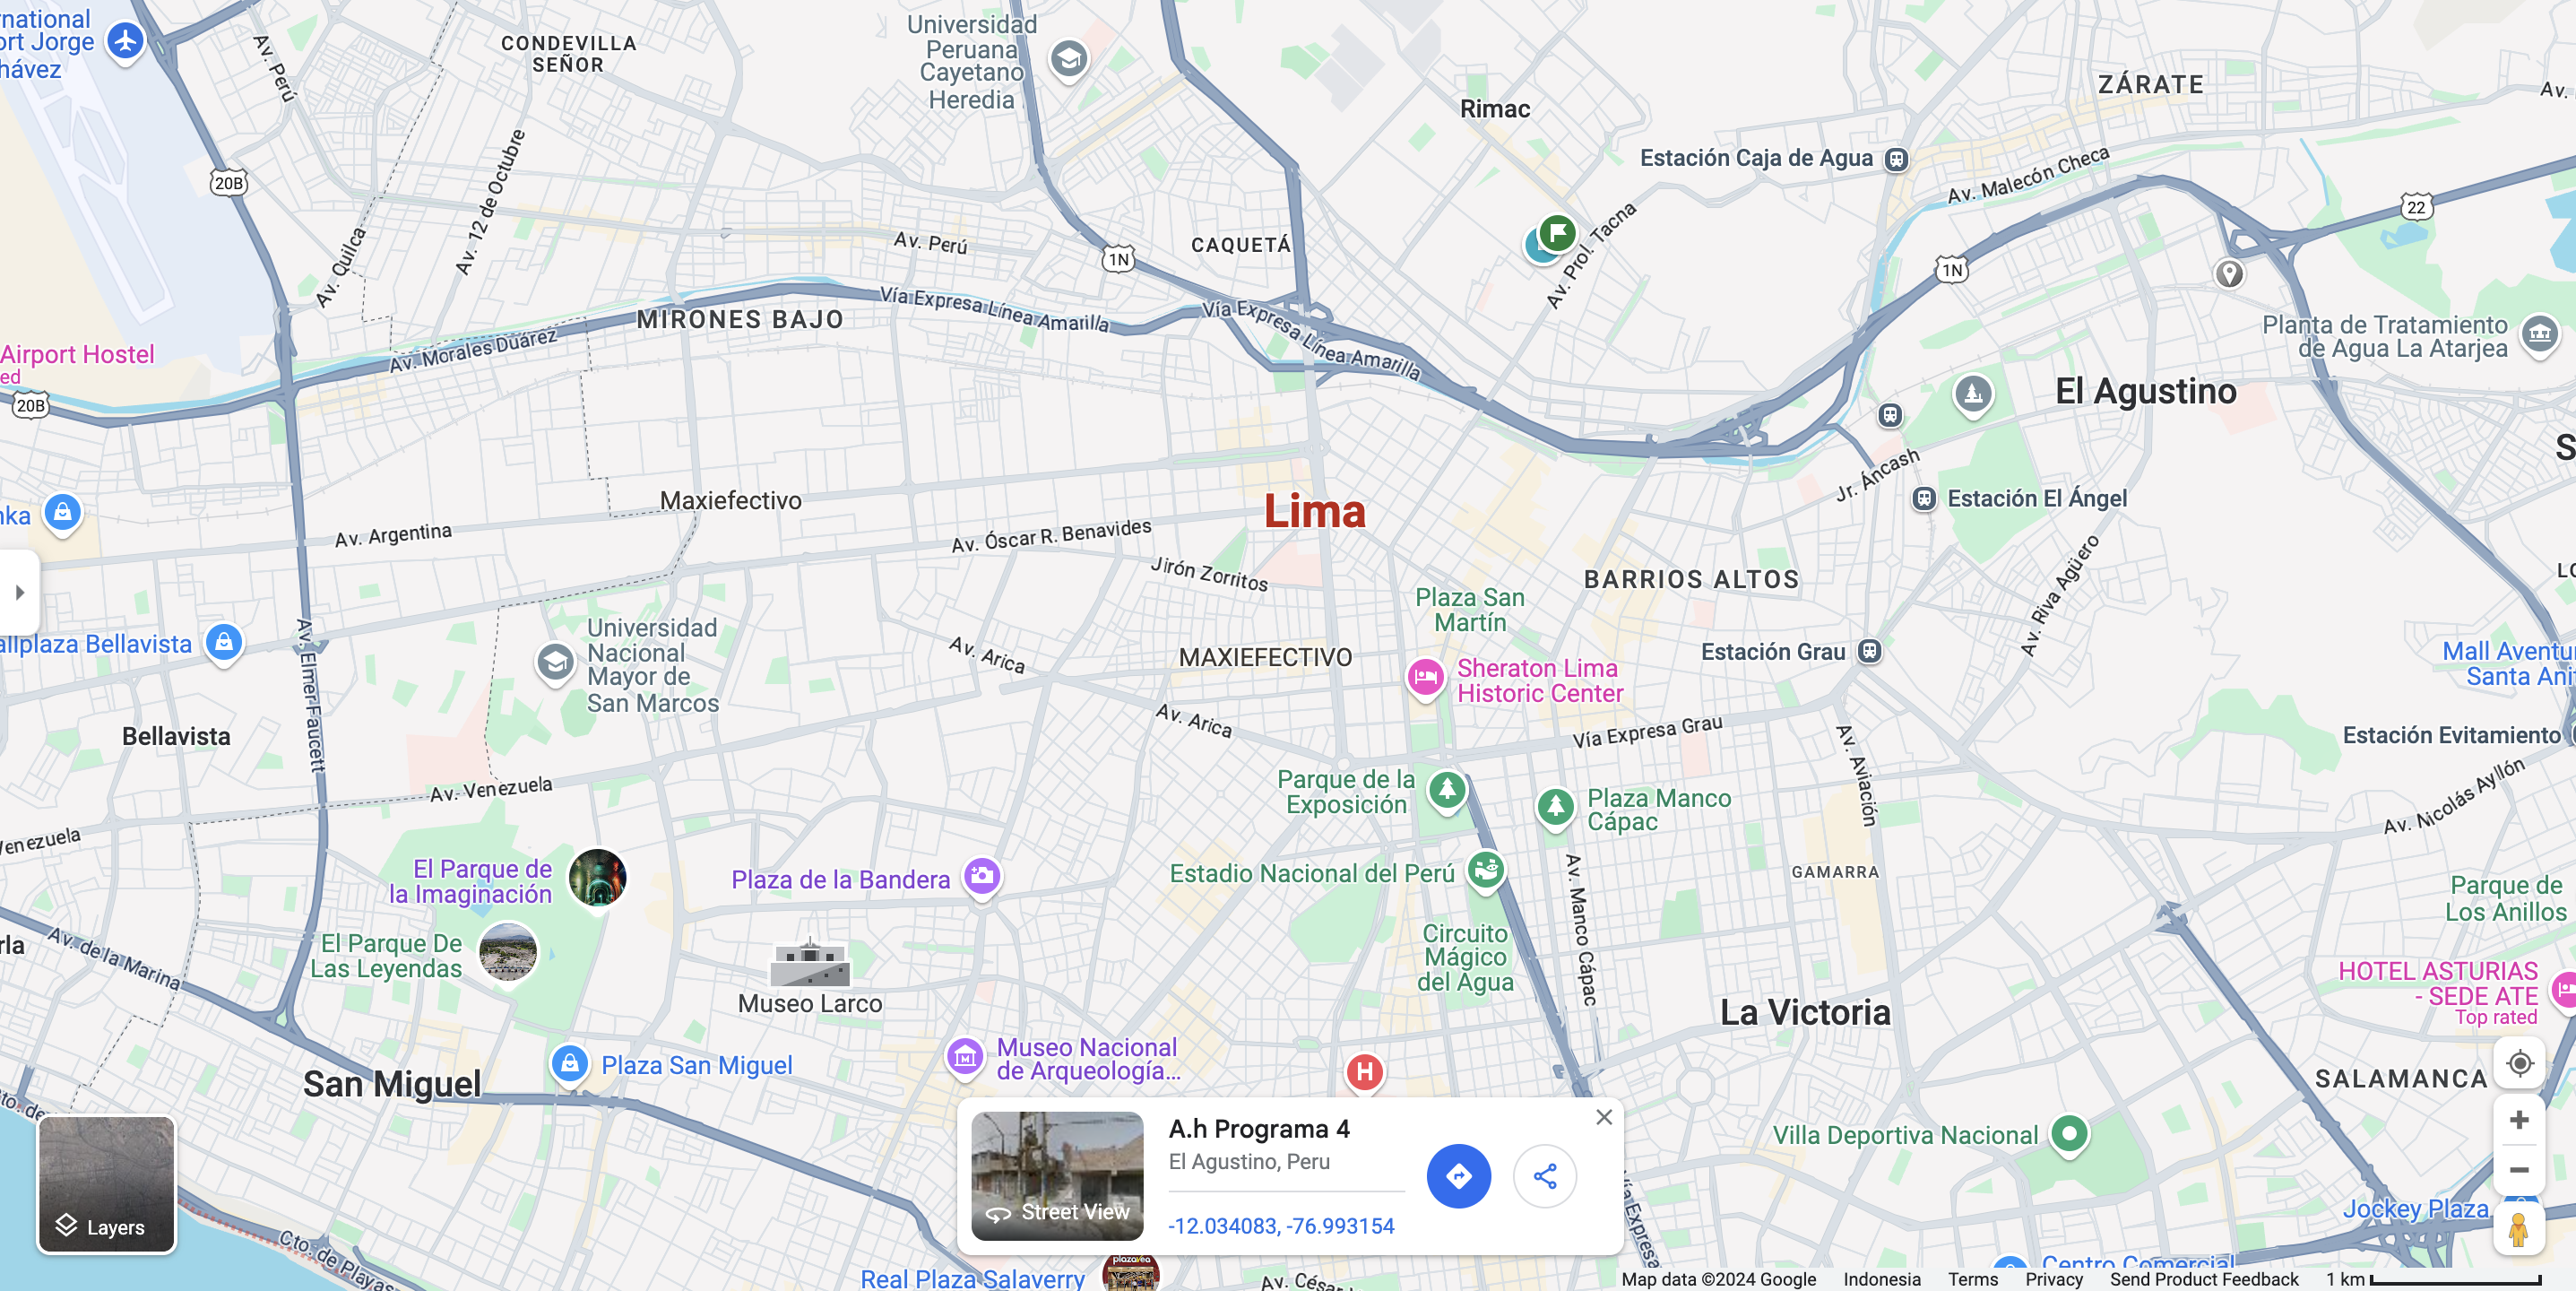 rnational
ort Jorge
hávez
Av. Perú
CONDEVILLA
SEÑOR
Universidad
Peruana
Cayetano
Heredia
Rimac
ZÁRATE
Av.
Estación Caja de Agua
Av. Malecón Checa
20B
Av. 12 de Octubre
Av. Quilca
Av. Perú
1N
CAQUETÁ
Av. Prol. Tacna
1N
22
Vía Expresa Línea Amarilla
Vía Expresa Línea Amarilla
MIRONES BAJO
Av. Morales Duárez
Planta de Tratamiento
de Agua La Atarjea
Airport Hostel
ed
20B
El Agustino
S
Jr. Áncash
Maxiefectivo
Lima
Estación El Ángel
nka
Av. Argentina
Av. Óscar R. Benavides
Jirón Zorritos
BARRIOS ALTOS
LO
Plaza San
Martín
Av. Riva Agüero
Universidad
Nacional
Mayor de
San Marcos
allplaza Bellavista
Av. Elmer Faucett
Av. Arica
MAXIEFECTIVO
Estación Grau
Mall Aventu
Santa Ani
Sheraton Lima
Historic Center
Bellavista
Av. Arica
Vía Expresa Grau
Estación Evitamiento
Av. Aviación
Av. Nicolás Ayllón
Av. Venezuela
Venezuela
Parque de la
Exposición
Plaza Manco
Cápac
El Parque de
la Imaginación
Plaza de la Bandera
Estadio Nacional del Perú
Av. Manco Cápac
GAMARRA
Parque de
Los Anillos
rla
Av. de la Marina
El Parque De
Las Leyendas
Circuito
Mágico
del Agua
HOTEL ASTURIAS
- SEDE ATE
Top rated
Museo Larco
La Victoria
Museo Nacional
de Arqueología...
Plaza San Miguel
San Miguel
H
SALAMANCA
to. de
A.h Programa 4
El Agustino, Peru
-12.034083, -76.993154
Street View
Villa Deportiva Nacional
Layers
Cto. de Playas
Vía Expresa
Jockey Plaza
plazavea
Real Plaza Salaverry
Av. César
Centro Comercial
Map data ©2024 Google Indonesia Terms Privacy Send Product Feedback 1 km